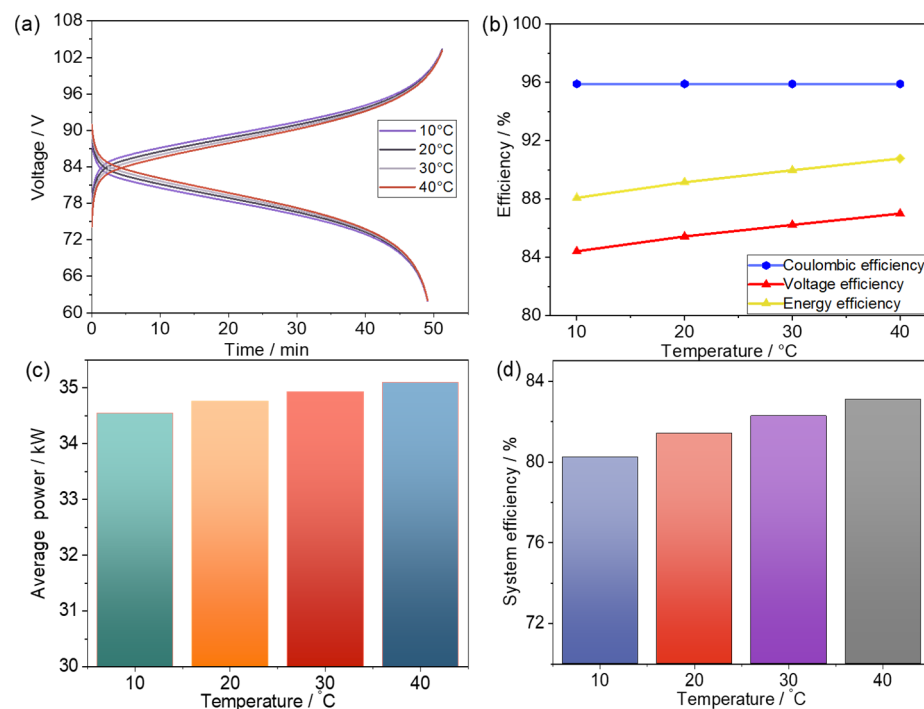 (a)
108
102
96
90
84
78
72
66
60
Voltage / V
10°C
20°C
30°C
40°C
0 10 20 30 40 50
Time / min
(b)
100
96
92
88
84
80
Efficiency / %
Coulombic efficiency
Voltage efficiency
Energy efficiency
10 20 30 40
Temperature / °C
(c)
35
34
33
32
31
30
Average power / kW
10 20 30 40
Temperature / °C
(d)
84
80
76
72
System efficiency / %
10 20 30 40
Temperature / °C